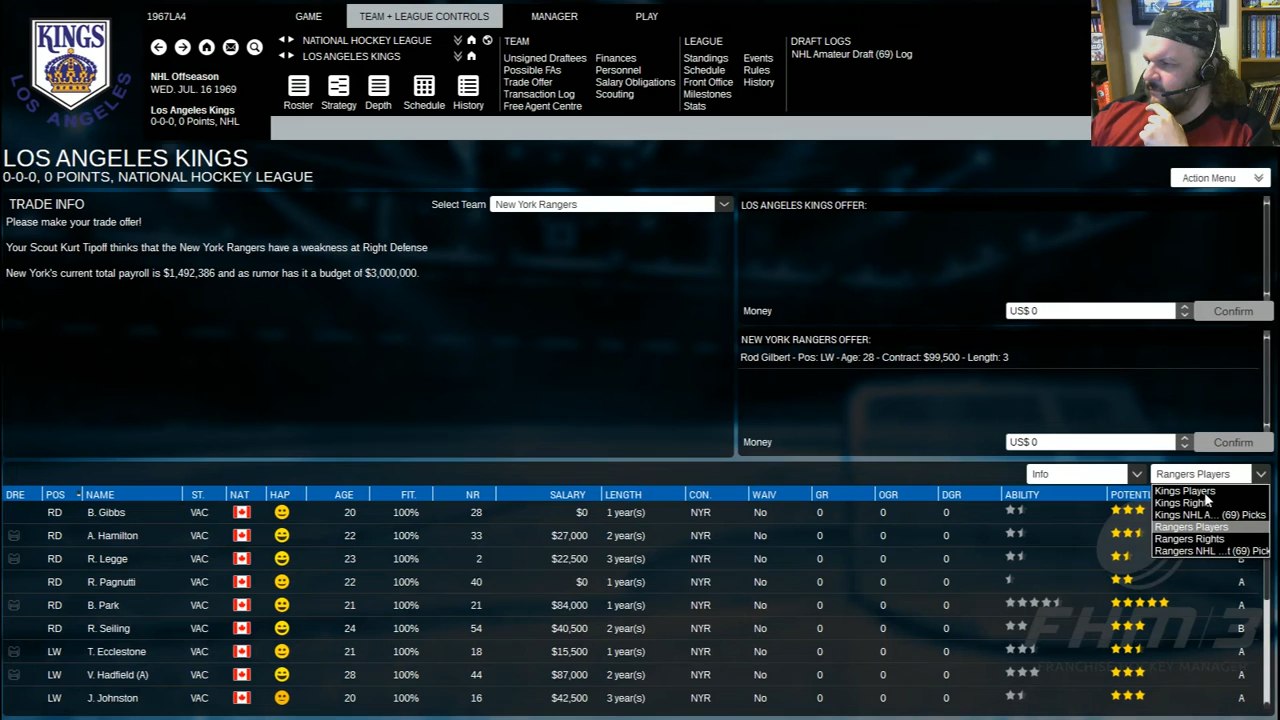 KINGS
LOS ANGELES
1967LA4
NHL Offseason
WED. JUL. 16 1969
Los Angeles Kings
0-0-0, 0 Points, NHL
GAME
TEAM + LEAGUE CONTROLS
MANAGER
PLAY
NATIONAL HOCKEY LEAGUE
LOS ANGELES KINGS
Roster Strategy Depth Schedule History
TEAM
Unsigned Draftees Finances
Possible FAs Personnel
Trade Offer Salary Obligations
Transaction Log Scouting
Free Agent Centre
LEAGUE
Standings Events
Schedule Rules
Front Office History
Milestones
Stats
DRAFT LOGS
NHL Amateur Draft (69) Log
LOS ANGELES KINGS
0-0-0, 0 POINTS, NATIONAL HOCKEY LEAGUE
Action Menu
TRADE INFO
Select Team New York Rangers
Please make your trade offer!
Your Scout Kurt Tipoff thinks that the New York Rangers have a weakness at Right Defense
New York's current total payroll is $1,492,386 and as rumor has it a budget of $3,000,000.
LOS ANGELES KINGS OFFER:
Money US$ 0 Confirm
NEW YORK RANGERS OFFER:
Rod Gilbert - Pos: LW - Age: 28 - Contract: $99,500 - Length: 3
Money US$ 0 Confirm
Info Rangers Players
Kings Players
Kings Rights
Kings NHL A... (69) Picks
Rangers Players
Rangers Rights
Rangers NHL ...t (69) Pick
DRE POS NAME ST. NAT HAP AGE FIT. NR SALARY LENGTH CON. WAIV GR OGR DGR ABILITY POTENTI
RD B. Gibbs VAC 20 100% 28 $0 1 year(s) NYR No 0 0 0
RD A. Hamilton VAC 22 100% 33 $27,000 1 year(s) NYR No 0 0 0
RD R. Legge VAC 23 100% 2 $22,500 3 year(s) NYR No 0 0 0 B
RD R. Pagnutti VAC 22 100% 40 $0 1 year(s) NYR No 0 0 0 A
RD B. Park VAC 21 100% 21 $84,000 1 year(s) NYR No 0 0 0 A
RD R. Seiling VAC 24 100% 54 $40,500 2 year(s) NYR No 0 0 0 B
LW T. Ecclestone VAC 21 100% 18 $15,500 1 year(s) NYR No 0 0 0 A
LW V. Hadfield (A) VAC 28 100% 44 $87,000 2 year(s) NYR No 0 0 0 A
LW J. Johnston VAC 20 100% 16 $42,500 3 year(s) NYR No 0 0 0 A
FHM/3
FRANCHISE HOCKEY MANAGER